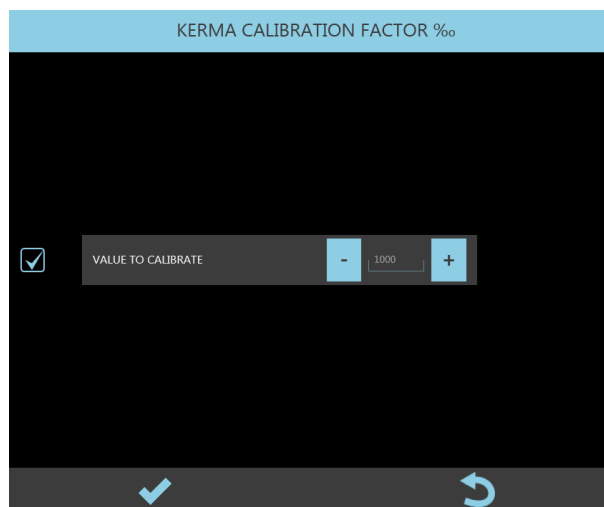 KERMA CALIBRATION FACTOR ‰
VALUE TO CALIBRATE - 1000 +